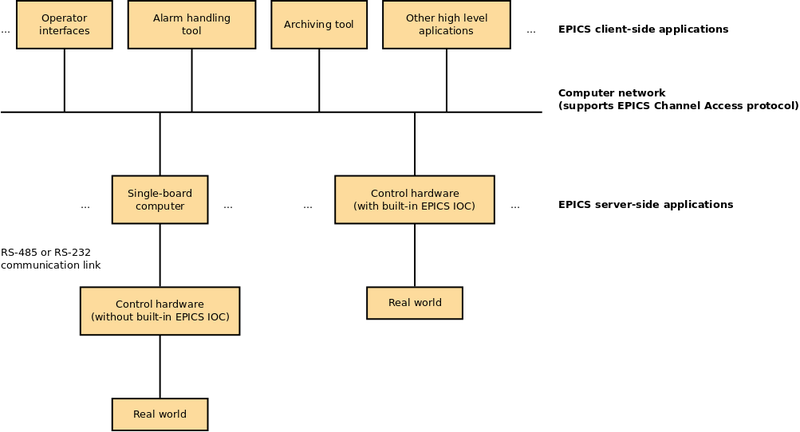 ... Operator interfaces Alarm handling tool Archiving tool Other high level aplications ... EPICS client-side applications
Computer network
(supports EPICS Channel Access protocol)
... Single-board computer ... ... Control hardware (with built-in EPICS IOC) ... EPICS server-side applications
RS-485 or RS-232
communication link
Control hardware
(without built-in EPICS IOC)
Real world
Real world